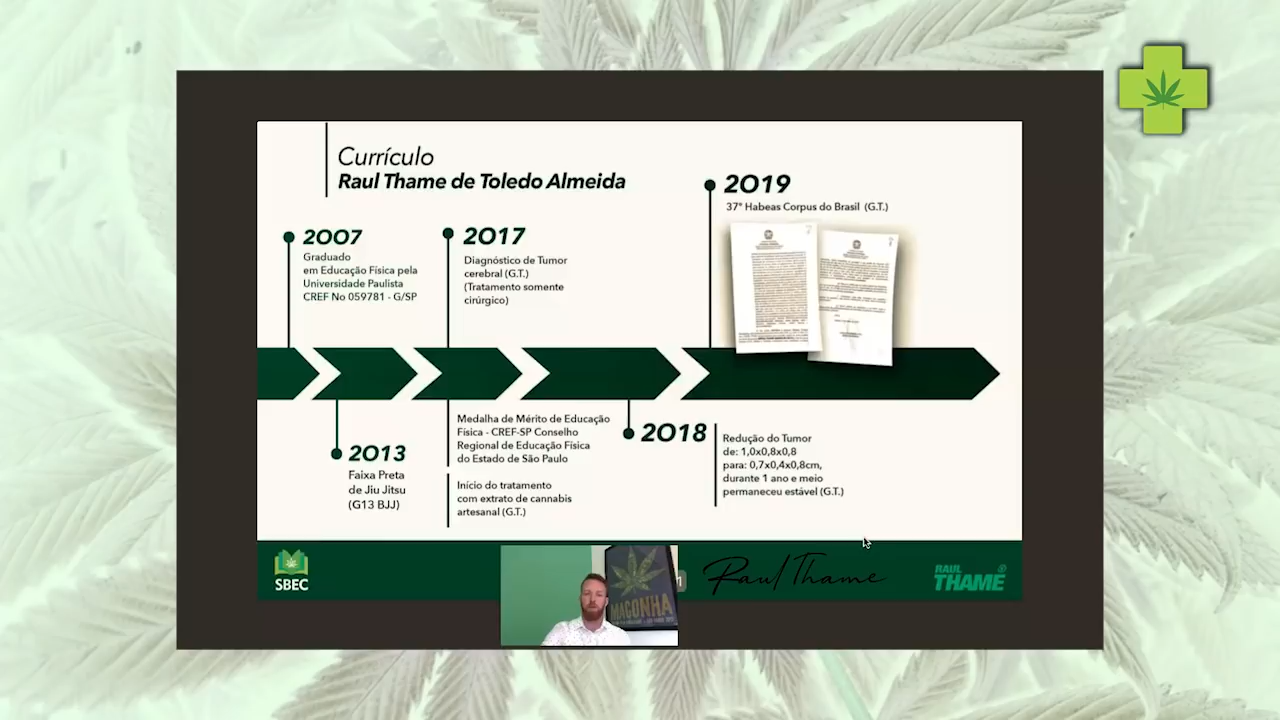 Currículo
Raul Thame de Toledo Almeida
2007
Graduado
em Educação Física pela
Universidade Paulista
CREF No 059781 - G/SP
2017
Diagnóstico de Tumor
cerebral (G.T.)
(Tratamento somente
cirúrgico)
2019
37º Habeas Corpus do Brasil (G.T.)
2013
Faixa Preta
de Jiu Jitsu
(G13 BJJ)
Medalha de Mérito de Educação
Física - CREF-SP Conselho
Regional de Educação Física
do Estado de São Paulo
Início do tratamento
com extrato de cannabis
artesanal (G.T.)
2018
Redução do Tumor
de: 1,0x0,8x0,8
para: 0,7x0,4x0,8cm,
durante 1 ano e meio
permaneceu estável (G.T.)
SBEC
MACONHA
Raul Thame
RAUL
THAME